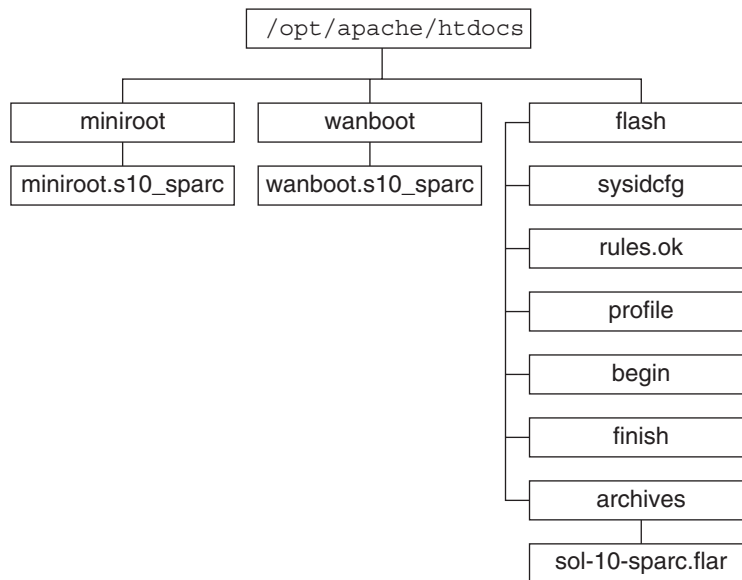 /opt/apache/htdocs
miniroot
wanboot
flash
miniroot.s10_sparc
wanboot.s10_sparc
sysidcfg
rules.ok
profile
begin
finish
archives
sol-10-sparc.flar